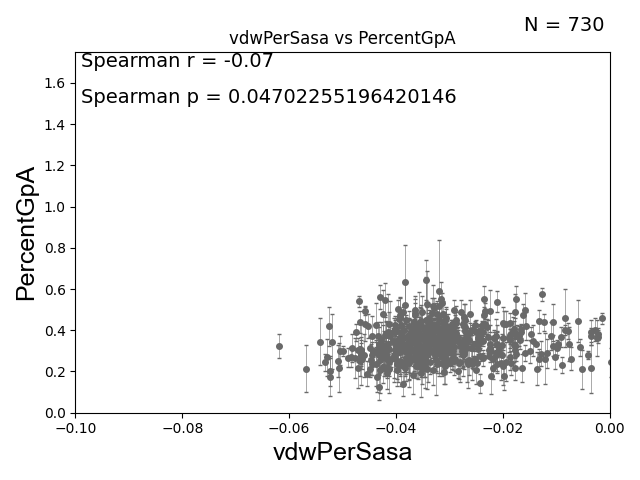 N = 730
vdwPerSasa vs PercentGpA
Spearman r = -0.07
Spearman p = 0.04702255196420146
1.6
1.4
1.2
1.0
0.8
0.6
0.4
0.2
0.0
PercentGpA
−0.10
−0.08
−0.06
−0.04
−0.02
0.00
vdwPerSasa